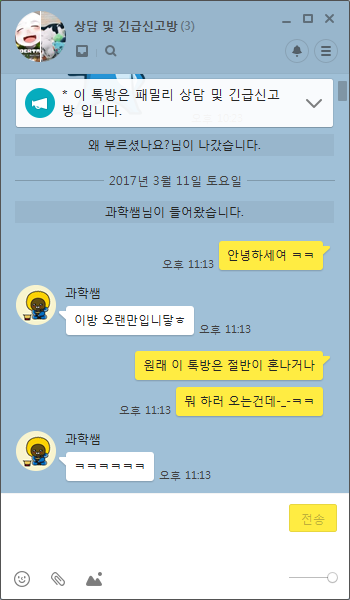 상담 및 긴급신고방 (3)
* 이 톡방은 패밀리 상담 및 긴급신고
방 입니다.
왜 부르셨나요?님이 나갔습니다.
2017년 3월 11일 토요일
과학쌤님이 들어왔습니다.
안녕하세여 ㅋㅋ
오후 11:13
과학쌤
이방 오랜만입니닿ㅎ
오후 11:13
원래 이 톡방은 절반이 혼나거나
뭐 하러 오는건데-_-ㅋㅋ
오후 11:13
과학쌤
ㅋㅋㅋㅋㅋㅋ
오후 11:13
전송